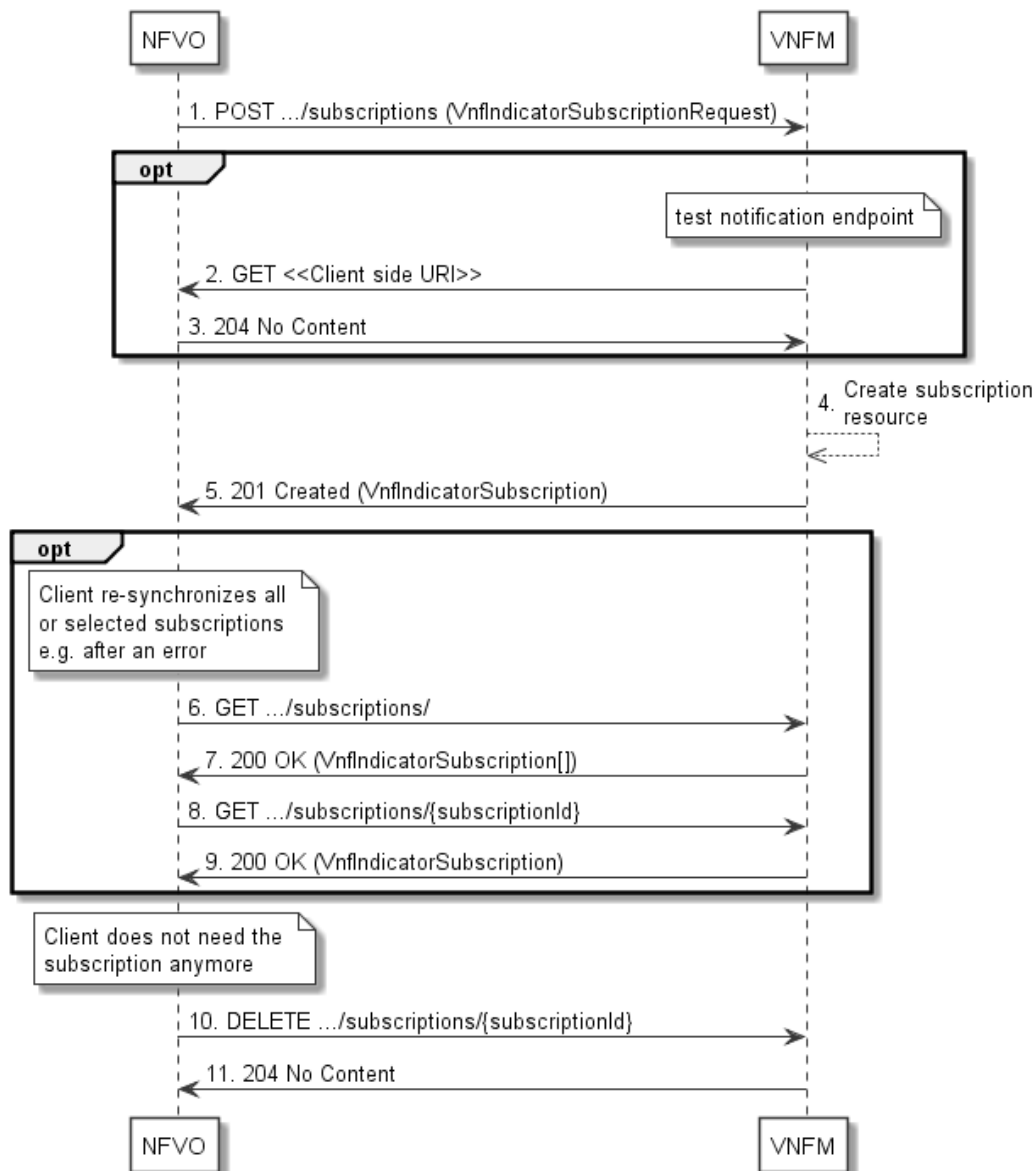 NFVO
VNFM
1. POST .../subscriptions (VnfIndicatorSubscriptionRequest)
opt
test notification endpoint
2. GET <<Client side URI>>
3. 204 No Content
4. Create subscription
resource
5. 201 Created (VnfIndicatorSubscription)
opt
Client re-synchronizes all
or selected subscriptions
e.g. after an error
6. GET .../subscriptions/
7. 200 OK (VnfIndicatorSubscription[])
8. GET .../subscriptions/{subscriptionId}
9. 200 OK (VnfIndicatorSubscription)
Client does not need the
subscription anymore
10. DELETE .../subscriptions/{subscriptionId}
11. 204 No Content
NFVO
VNFM